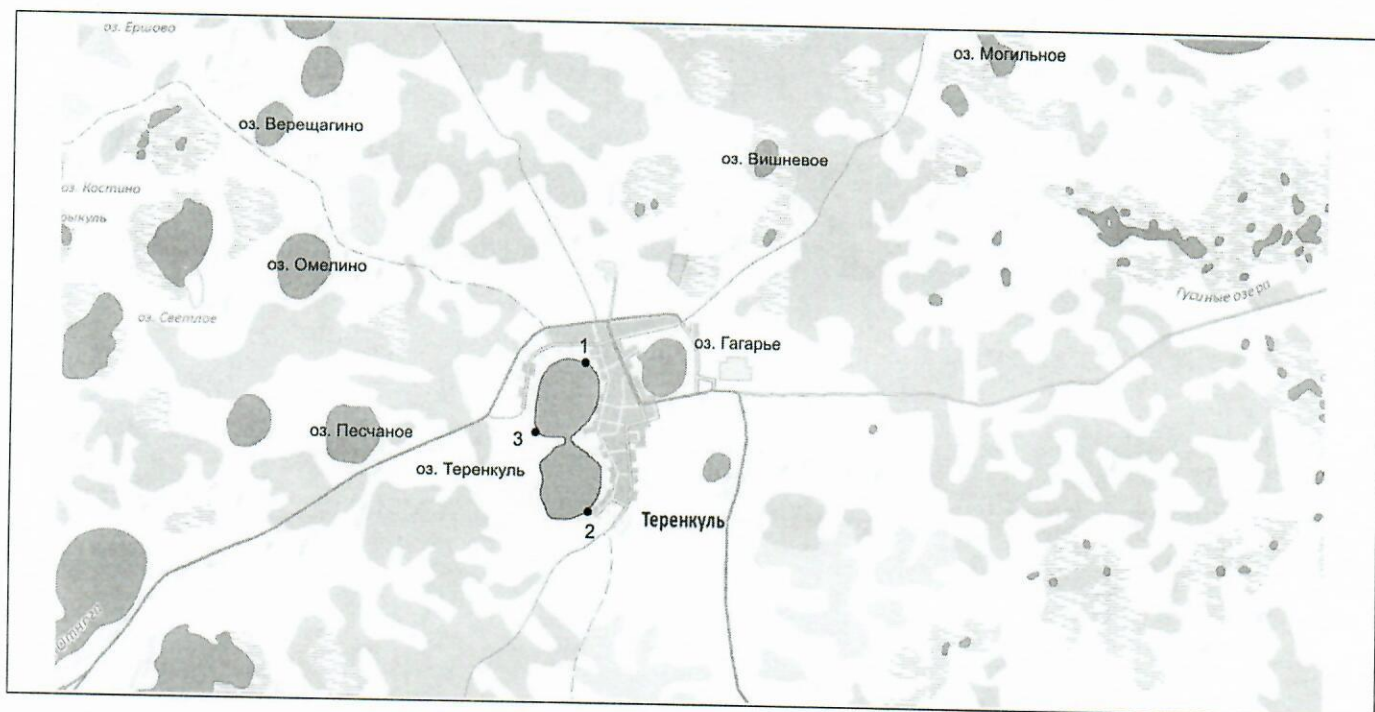 оз. Ершово
оз. Могильное
оз. Верещагино
оз. Вишневое
оз. Костино
рыкуль
оз. Омелино
Гусиные озера
оз. Светлое
1
оз. Гагарье
оз. Песчаное
3
оз. Теренкуль
2
Теренкуль